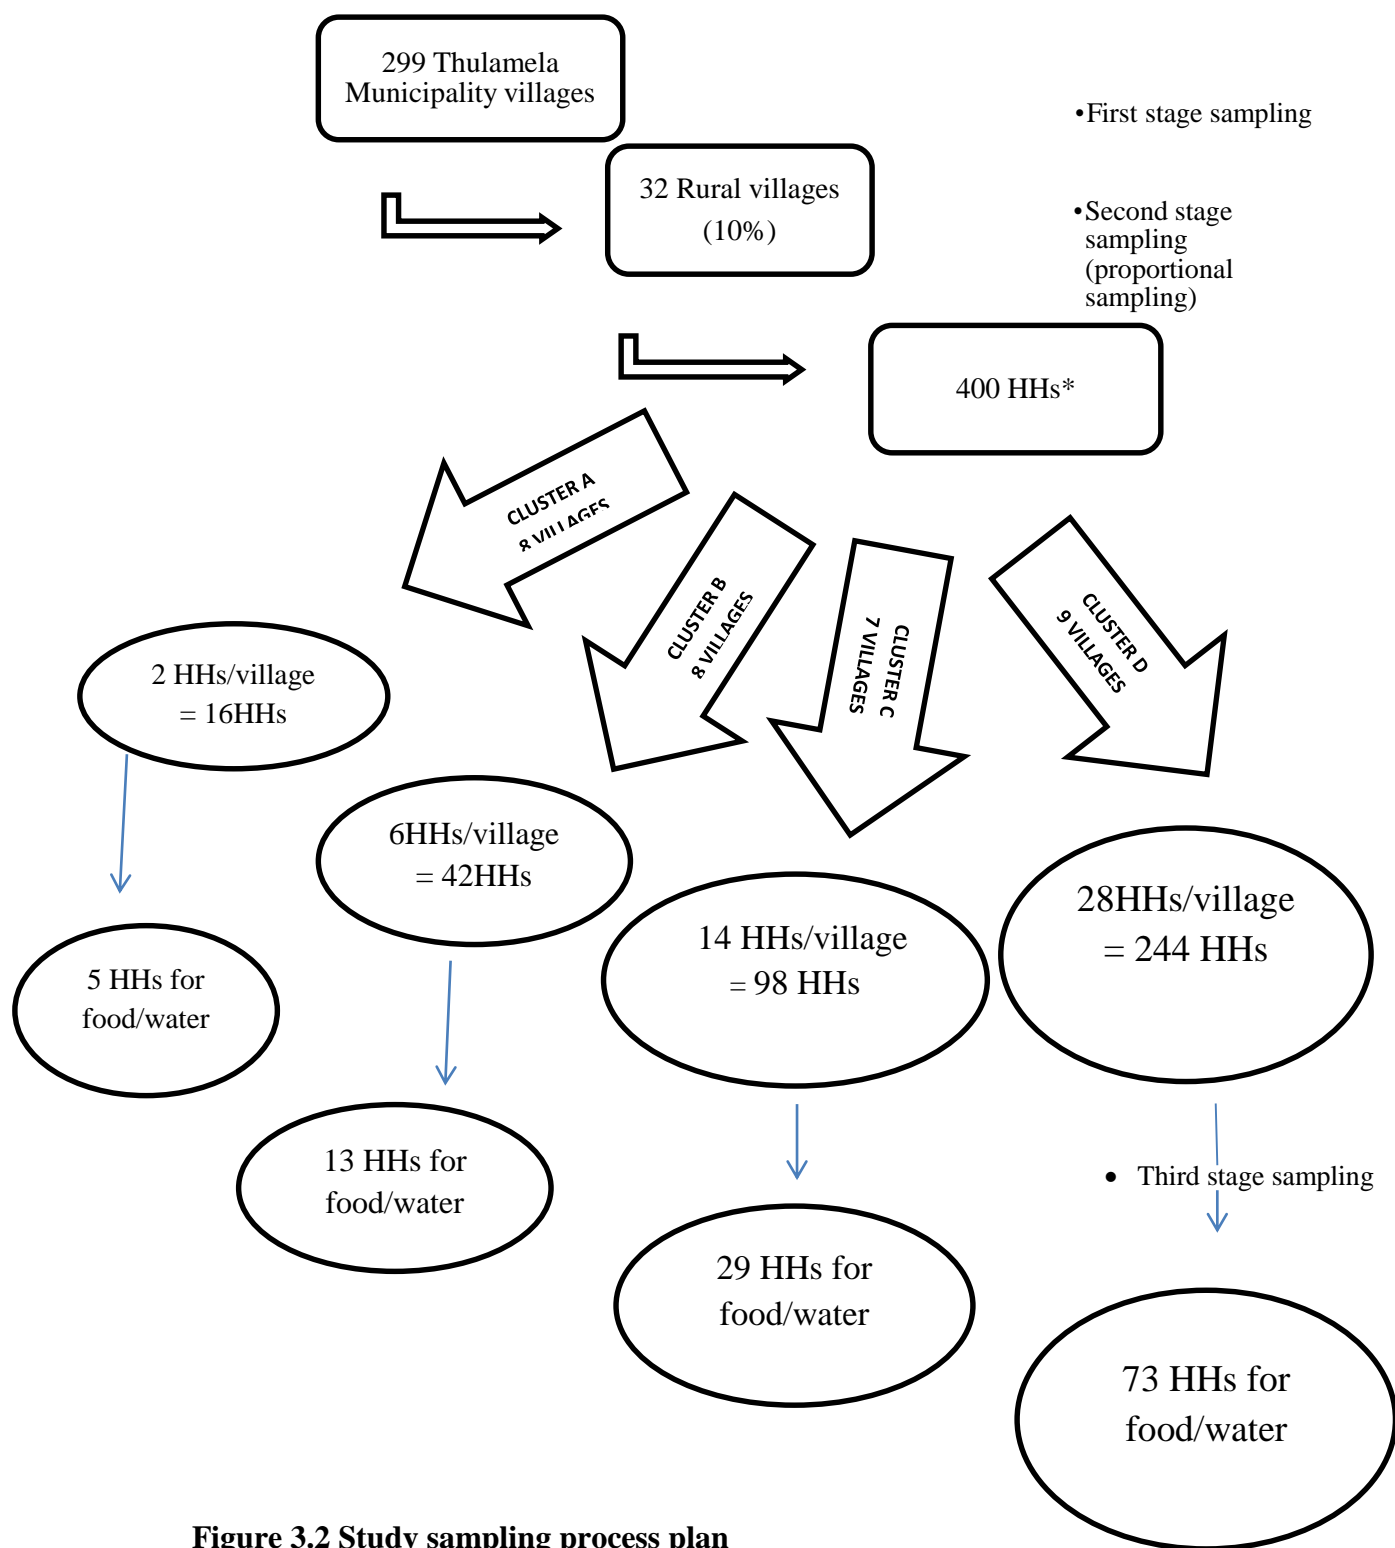 299 Thulamela
Municipality villages
•First stage sampling
32 Rural villages
(10%)
•Second stage
sampling
(proportional
sampling)
400 HHs*
CLUSTER A
8 VILLAGES
CLUSTER B
8 VILLAGES
CLUSTER C
7 VILLAGES
CLUSTER D
9 VILLAGES
2 HHs/village
= 16HHs
6HHs/village
= 42HHs
14 HHs/village
= 98 HHs
28HHs/village
= 244 HHs
5 HHs for
food/water
13 HHs for
food/water
• Third stage sampling
29 HHs for
food/water
73 HHs for
food/water
Figure 3.2 Study sampling process plan